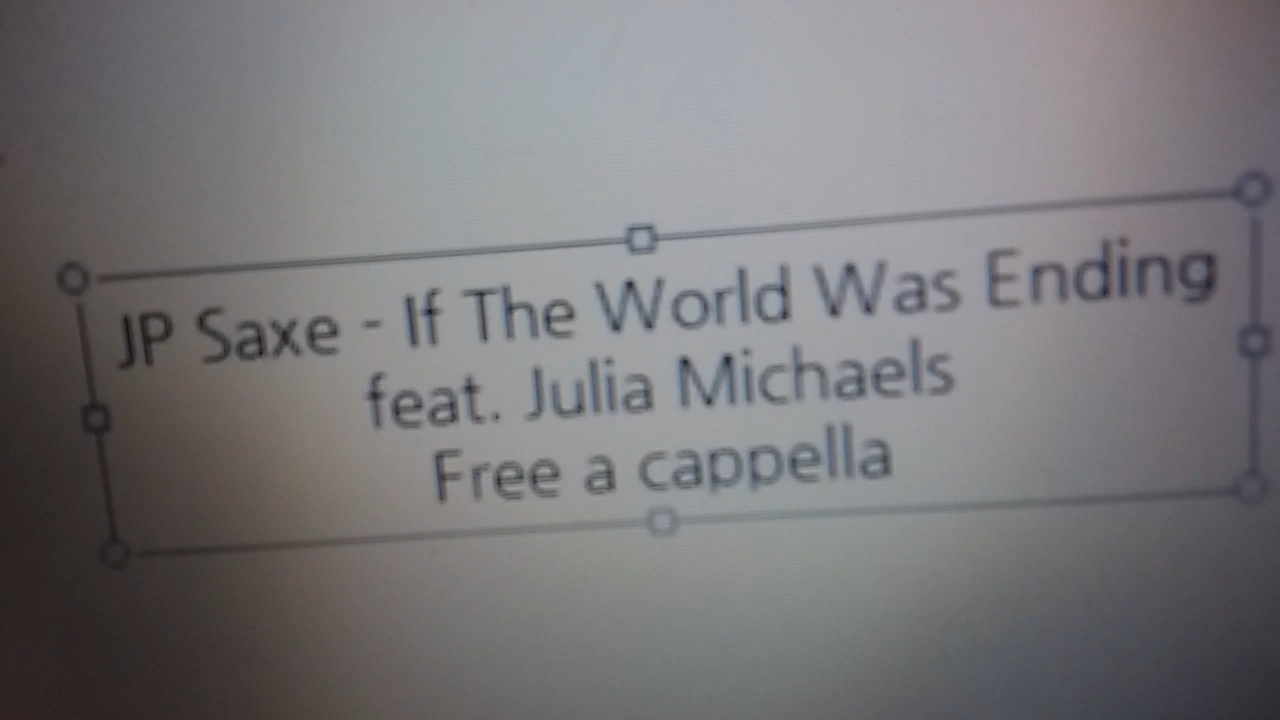 JP Saxe - If The World Was Ending
feat. Julia Michaels
Free a cappella